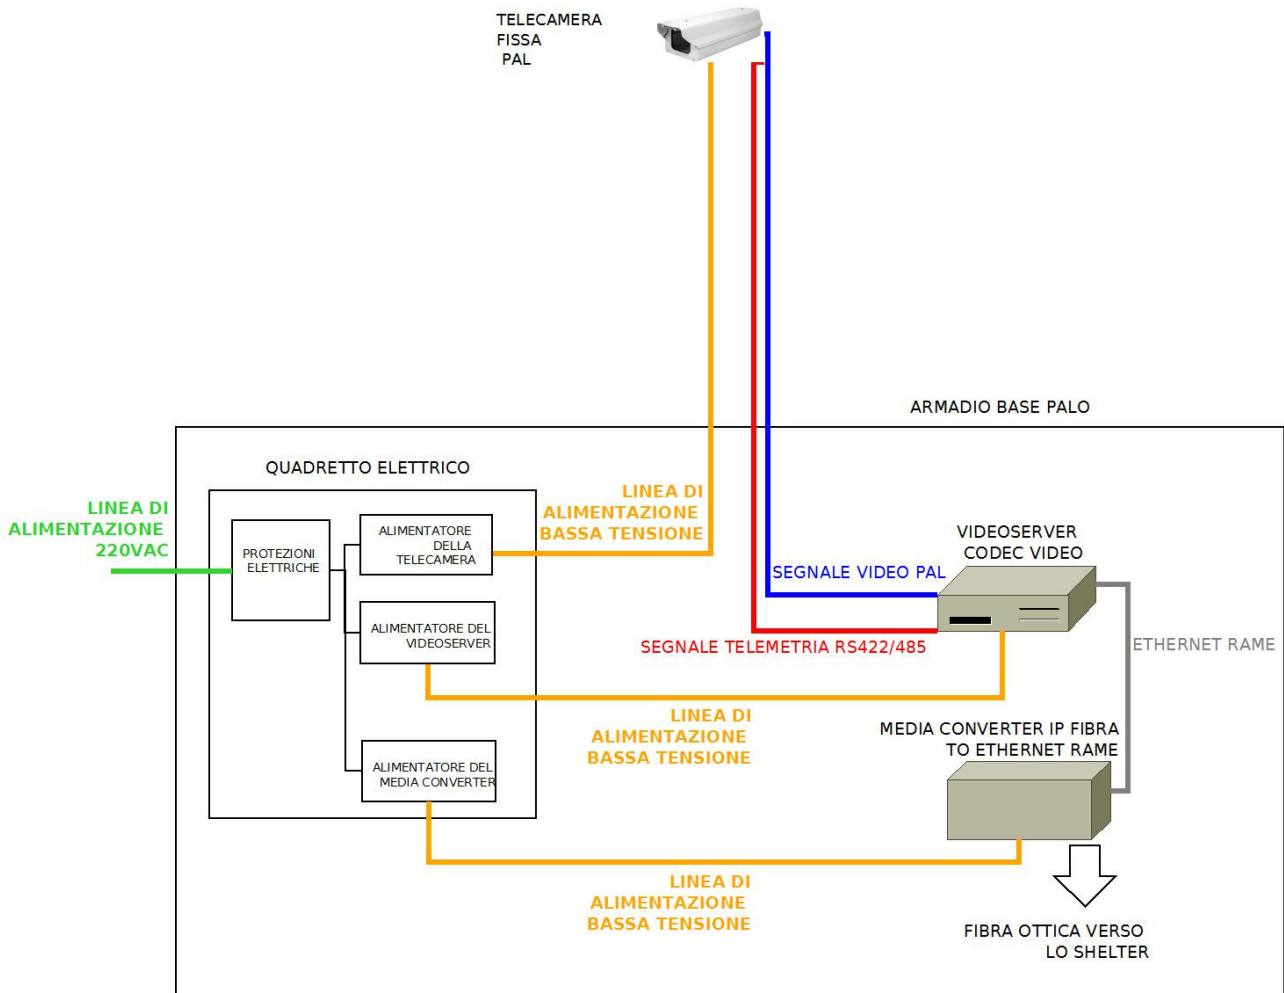 TELECAMERA
FISSA
PAL
ARMADIO BASE PALO
QUADRETTO ELETTRICO
LINEA DI
ALIMENTAZIONE
220VAC
PROTEZIONI
ELETTRICHE
ALIMENTATORE
DELLA
TELECAMERA
LINEA DI
ALIMENTAZIONE
BASSA TENSIONE
VIDEOSERVER
CODEC VIDEO
SEGNALE VIDEO PAL
ALIMENTATORE DEL
VIDEOSERVER
SEGNALE TELEMETRIA RS422/485
ETHERNET RAME
LINEA DI
ALIMENTAZIONE
BASSA TENSIONE
MEDIA CONVERTER IP FIBRA
TO ETHERNET RAME
ALIMENTATORE DEL
MEDIA CONVERTER
LINEA DI
ALIMENTAZIONE
BASSA TENSIONE
FIBRA OTTICA VERSO
LO SHELTER